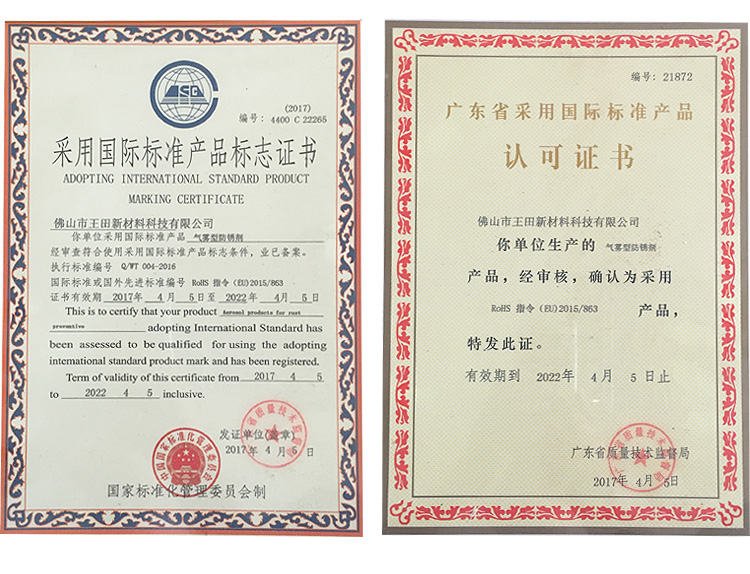 (2017)
编号: 4400 C 22265
采用国际标准产品标志证书
ADOPTING INTERNATIONAL STANDARD PRODUCT
MARKING CERTIFICATE
佛山市王田新材料科技有限公司
你单位采用国际标准产品 气雾型防锈剂
经审查符合使用采用国际标准产品标志条件，业已备案。
执行标准编号 Q/WT 004-2016
国际标准或国外先进标准编号 RoHS 指令(EU)2015/863
证书有效期 2017年 4 月 5日至 2022年 4月 5日
This is to certify that your product Aerosol products for rust
preventive adopting International Standard has
been assessed to be qualified for using the adopting
international standard product mark and has been registered.
Term of validity of this certificate from 2017 4 5
to 2022 4 5 inclusive.
发证单位(盖章)
2017年 4 月 5日
国家标准化管理委员会制
编号: 21872
广东省采用国际标准产品
认可证书
佛山市王田新材料科技有限公司
你单位生产的 气雾型防锈剂
产品，经审核，确认为采用
RoHS 指令(EU)2015/863 产品，
特发此证。
有效期到 2022年 4月 5日止
广东省质量技术监督局
2017年 4月 5日